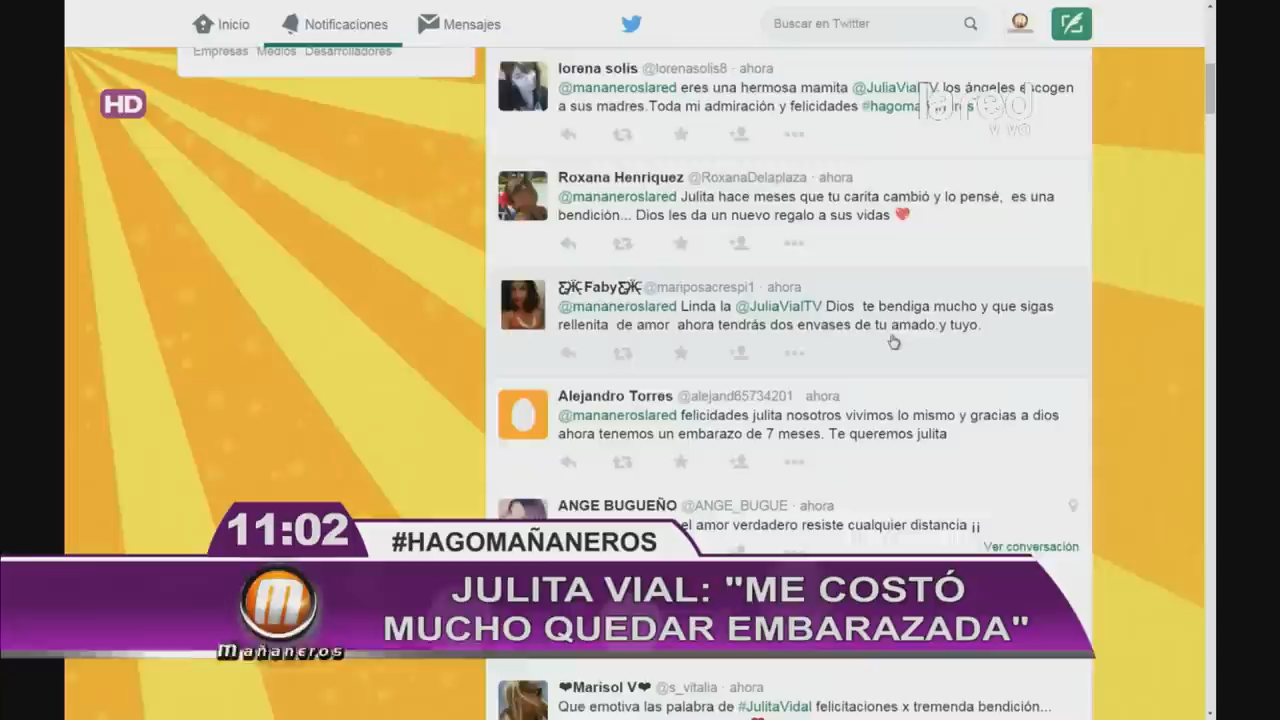 Inicio
Notificaciones
Mensajes
Buscar en Twitter
Empresas Medios Desarrolladores
HD
lorena solis @lorenasolis8 · ahora
@mananeroslared eres una hermosa mamita @JuliaVialTV los ángeles escogen
a sus madres.Toda mi admiración y felicidades
la red
vivo
Roxana Henriquez @RoxanaDelaplaza · ahora
@mananeroslared Julita hace meses que tu carita cambió y lo pensé, es una
bendición... Dios les da un nuevo regalo a sus vidas ❤
Faby @mariposacrespi1 · ahora
@mananeroslared Linda la @JuliaVialTV Dios te bendiga mucho y que sigas
rellenita de amor ahora tendrás dos envases de tu amado.y tuyo.
Alejandro Torres @alejand65734201 · ahora
@mananeroslared felicidades julita nosotros vivimos lo mismo y gracias a dios
ahora tenemos un embarazo de 7 meses. Te queremos julita
ANGE BUGUEÑO @ANGE_BUGUE · ahora
el amor verdadero resiste cualquier distancia ¡¡
Ver conversación
11:02
#HAGOMAÑANEROS
JULITA VIAL: "ME COSTÓ
MUCHO QUEDAR EMBARAZADA"
m
Mañaneros
❤Marisol V❤ @s_vitalia · ahora
Que emotiva las palabra de #JulitaVidal felicitaciones x tremenda bendición...